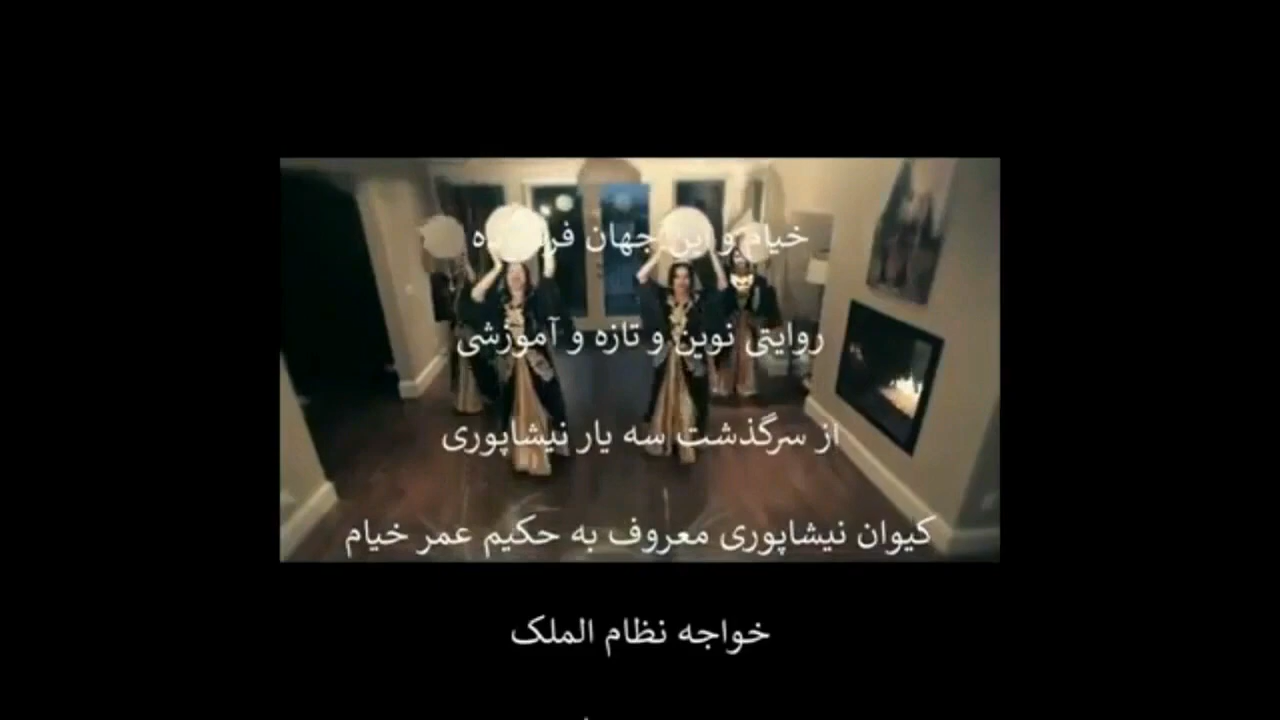 خیام و این جهان
روایتی نوین و تازه و آموزشی
از سرگذشت سه یار نیشاپوری
کیوان نیشاپوری معروف به حکیم عمر خیام
خواجه نظام الملک